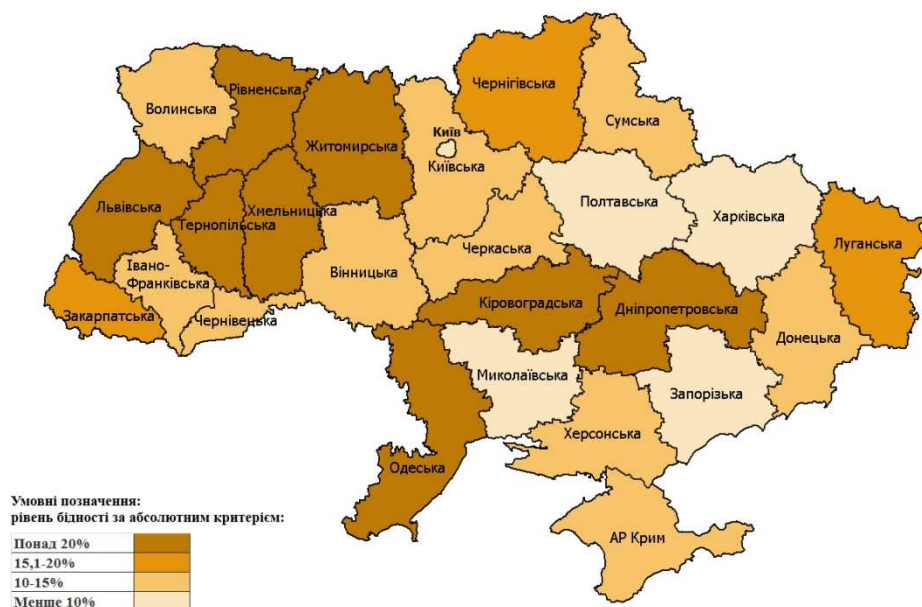 Чернігівська
Рівненська
Волинська
Сумська
Київ
Житомирська
Київська
Полтавська
Львівська
Хмельницька
Харківська
Тернопільська
Луганська
Черкаська
Івано-
Франківська
Вінницька
Кіровоградська
Дніпропетровська
Закарпатська
Чернівецька
Донецька
Миколаївська
Запорізька
Херсонська
Одеська
АР Крим
Умовні позначення:
рівень бідності за абсолютним критерієм:
Понад 20%
15,1-20%
10-15%
Менше 10%